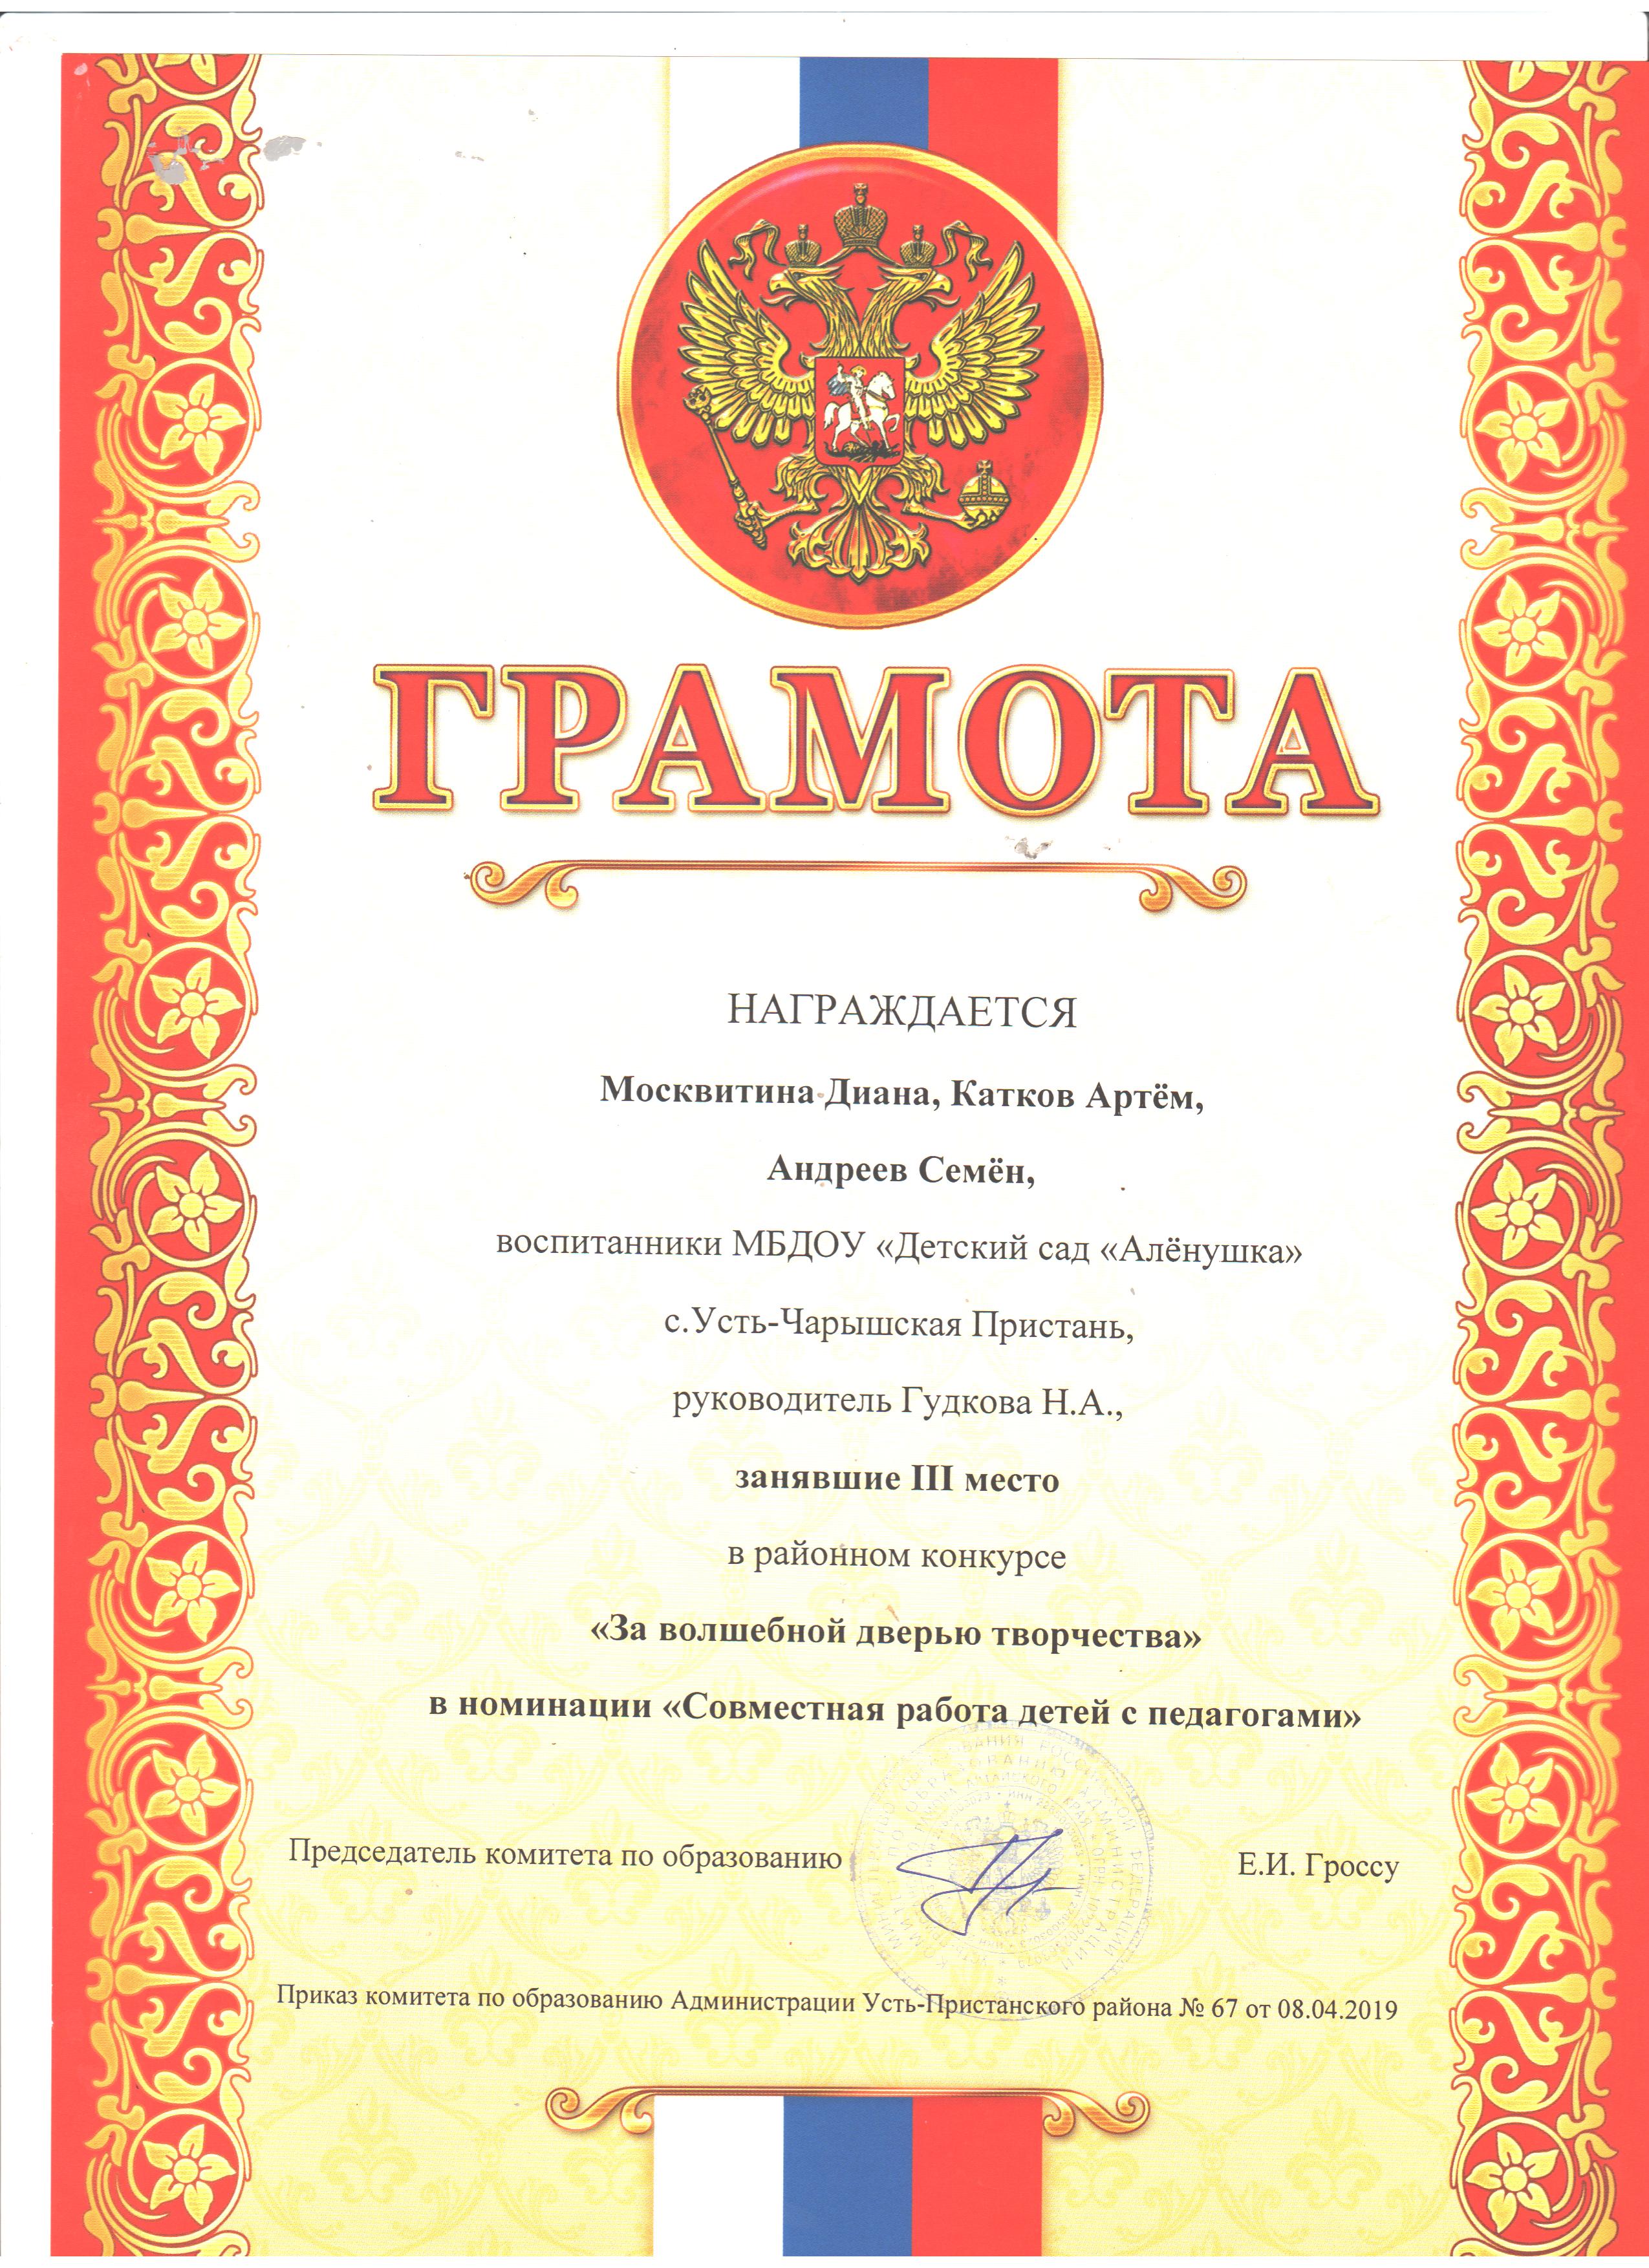 ГРАМОТА
НАГРАЖДАЕТСЯ
Москвитина Диана, Катков Артём,
Андреев Семён,
воспитанники МБДОУ «Детский сад «Алёнушка»
с.Усть-Чарышская Пристань,
руководитель Гудкова Н.А.,
занявшие III место
в районном конкурсе
«За волшебной дверью творчества»
в номинации «Совместная работа детей с педагогами»
Председатель комитета по образованию
Е.И. Гроссу
Приказ комитета по образованию Администрации Усть-Пристанского района № 67 от 08.04.2019